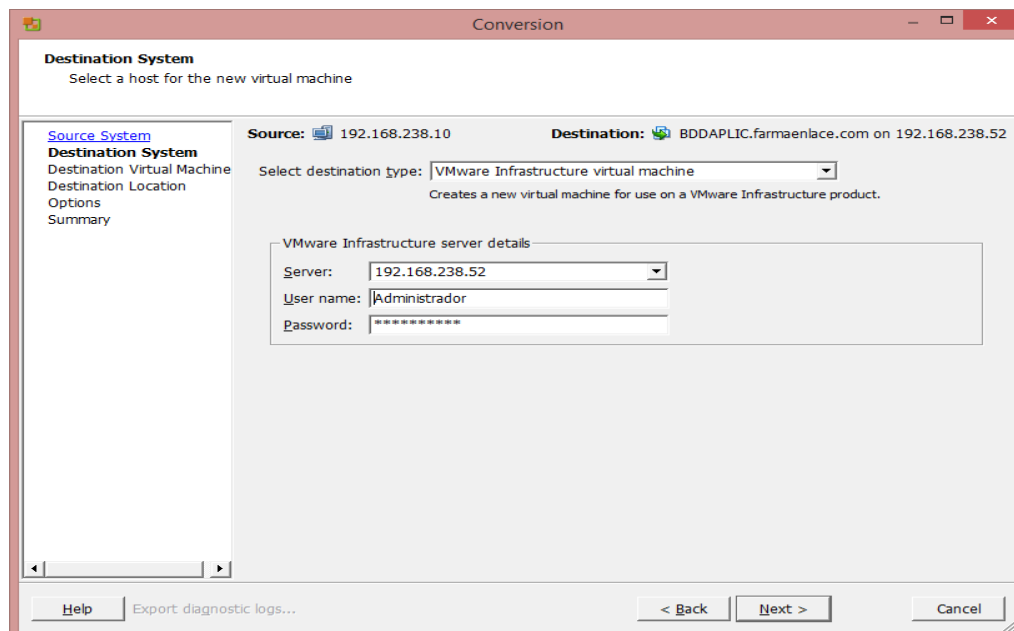 Conversion
Destination System
Select a host for the new virtual machine
Source System
Destination System
Destination Virtual Machine
Destination Location
Options
Summary
Source: 192.168.238.10 Destination: BDDAPLIC.farmaenlace.com on 192.168.238.52
Select destination type: VMware Infrastructure virtual machine
Creates a new virtual machine for use on a VMware Infrastructure product.
VMware Infrastructure server details
Server: 192.168.238.52
User name: Administrador
Password: **********
Help Export diagnostic logs... < Back Next > Cancel